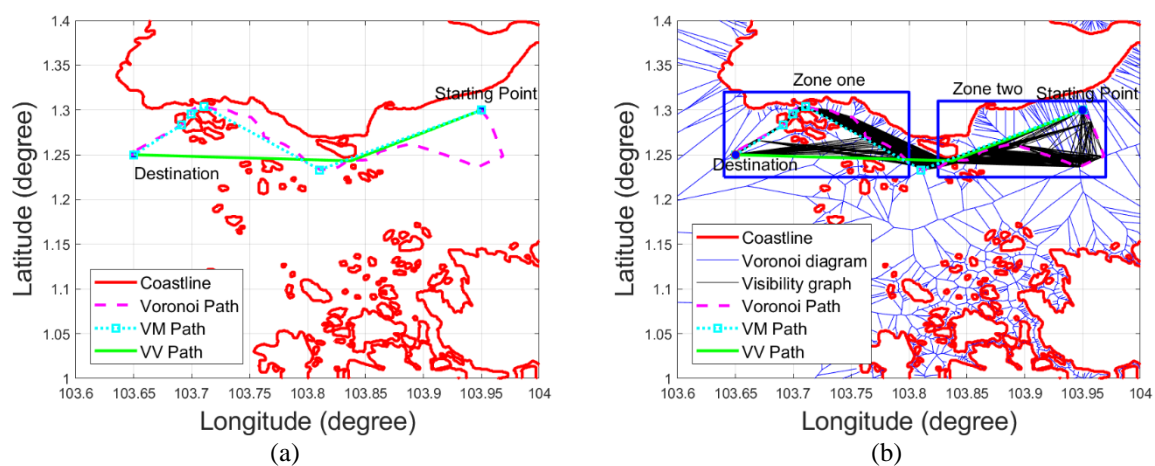 1.4
1.35
1.3
1.25
1.2
1.15
1.1
1.05
1
Latitude (degree)
Starting Point
Destination
Coastline
Voronoi Path
VM Path
VV Path
103.6 103.65 103.7 103.75 103.8 103.85 103.9 103.95 104
Longitude (degree)
(a)
1.4
1.35
1.3
1.25
1.2
1.15
1.1
1.05
1
Latitude (degree)
Zone one
Zone two
Starting Point
Destination
Coastline
Voronoi diagram
Visibility graph
Voronoi Path
VM Path
VV Path
103.6 103.65 103.7 103.75 103.8 103.85 103.9 103.95 104
Longitude (degree)
(b)